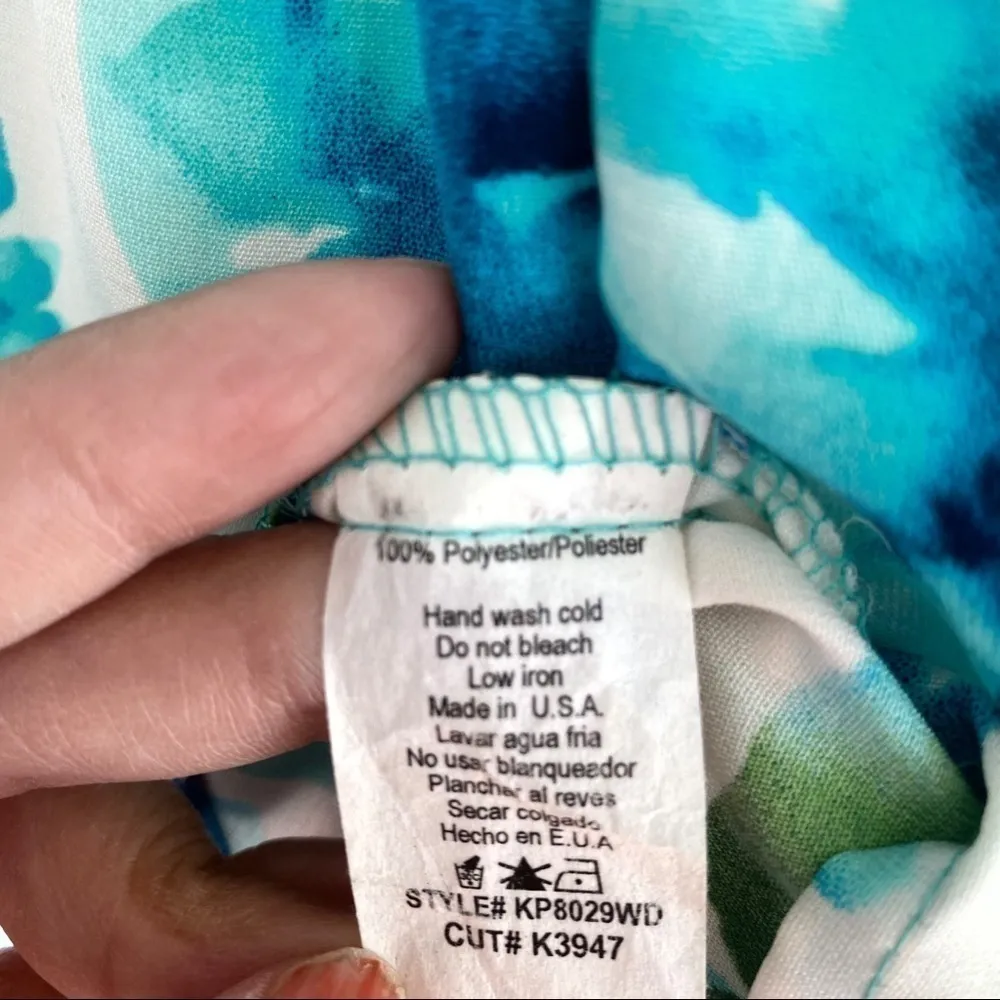 100% Polyester/Poliester
Hand wash cold
Do not bleach
Low iron
Made in U.S.A.
Lavar agua fria
No usar blanqueador
Planchar al reves
Secar colgado
Hecho en E.U.A
STYLE# KP8029WD
CUT# K3947